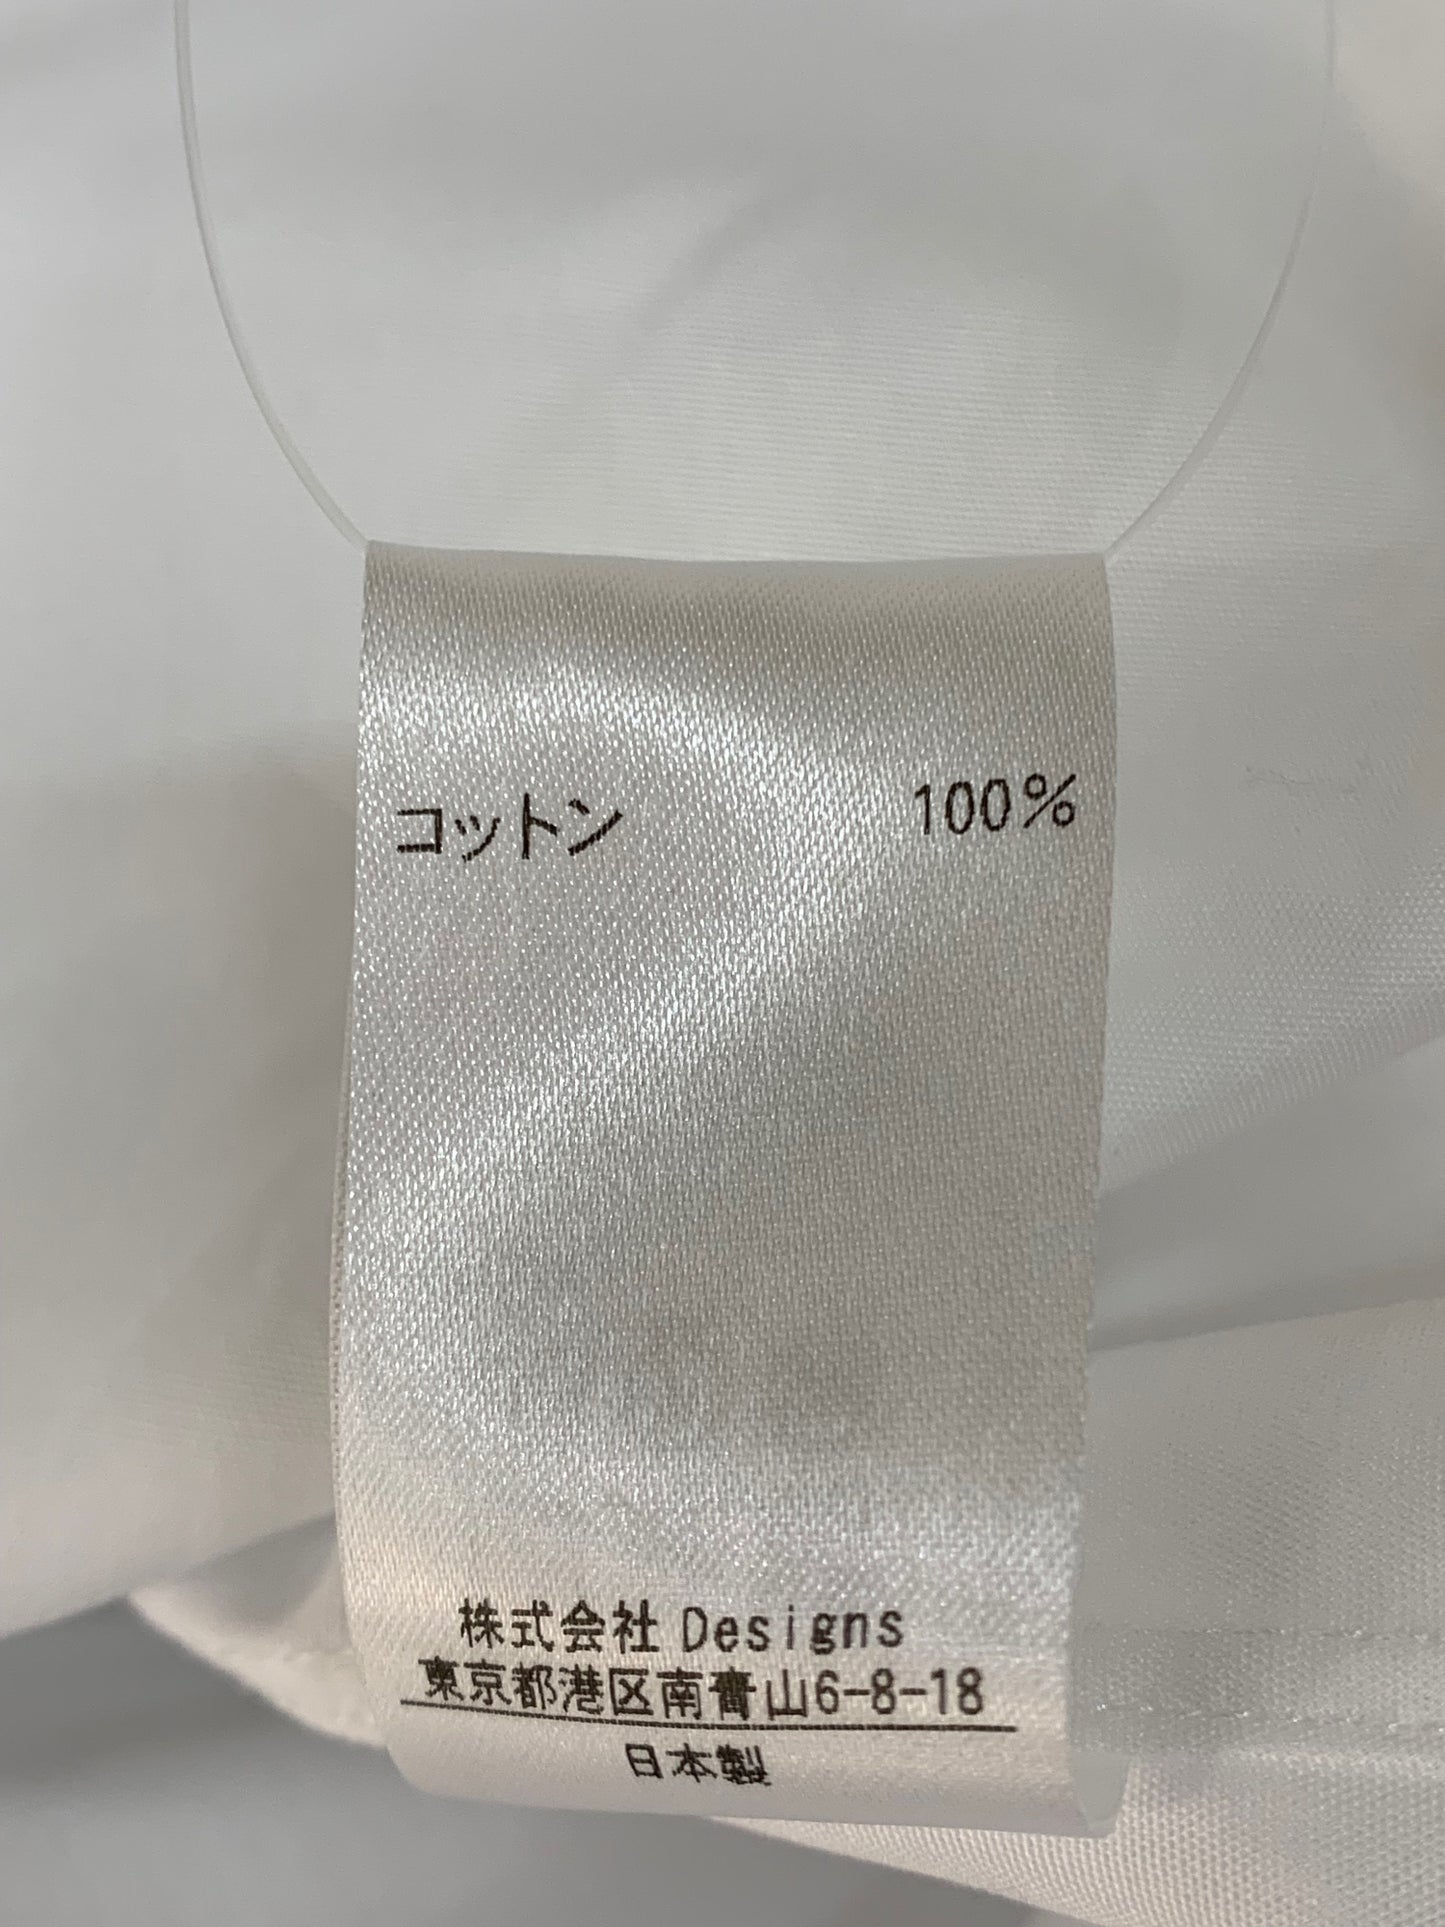 コットン 100%
株式会社 Designs
東京都港区南青山6-8-18
日本製